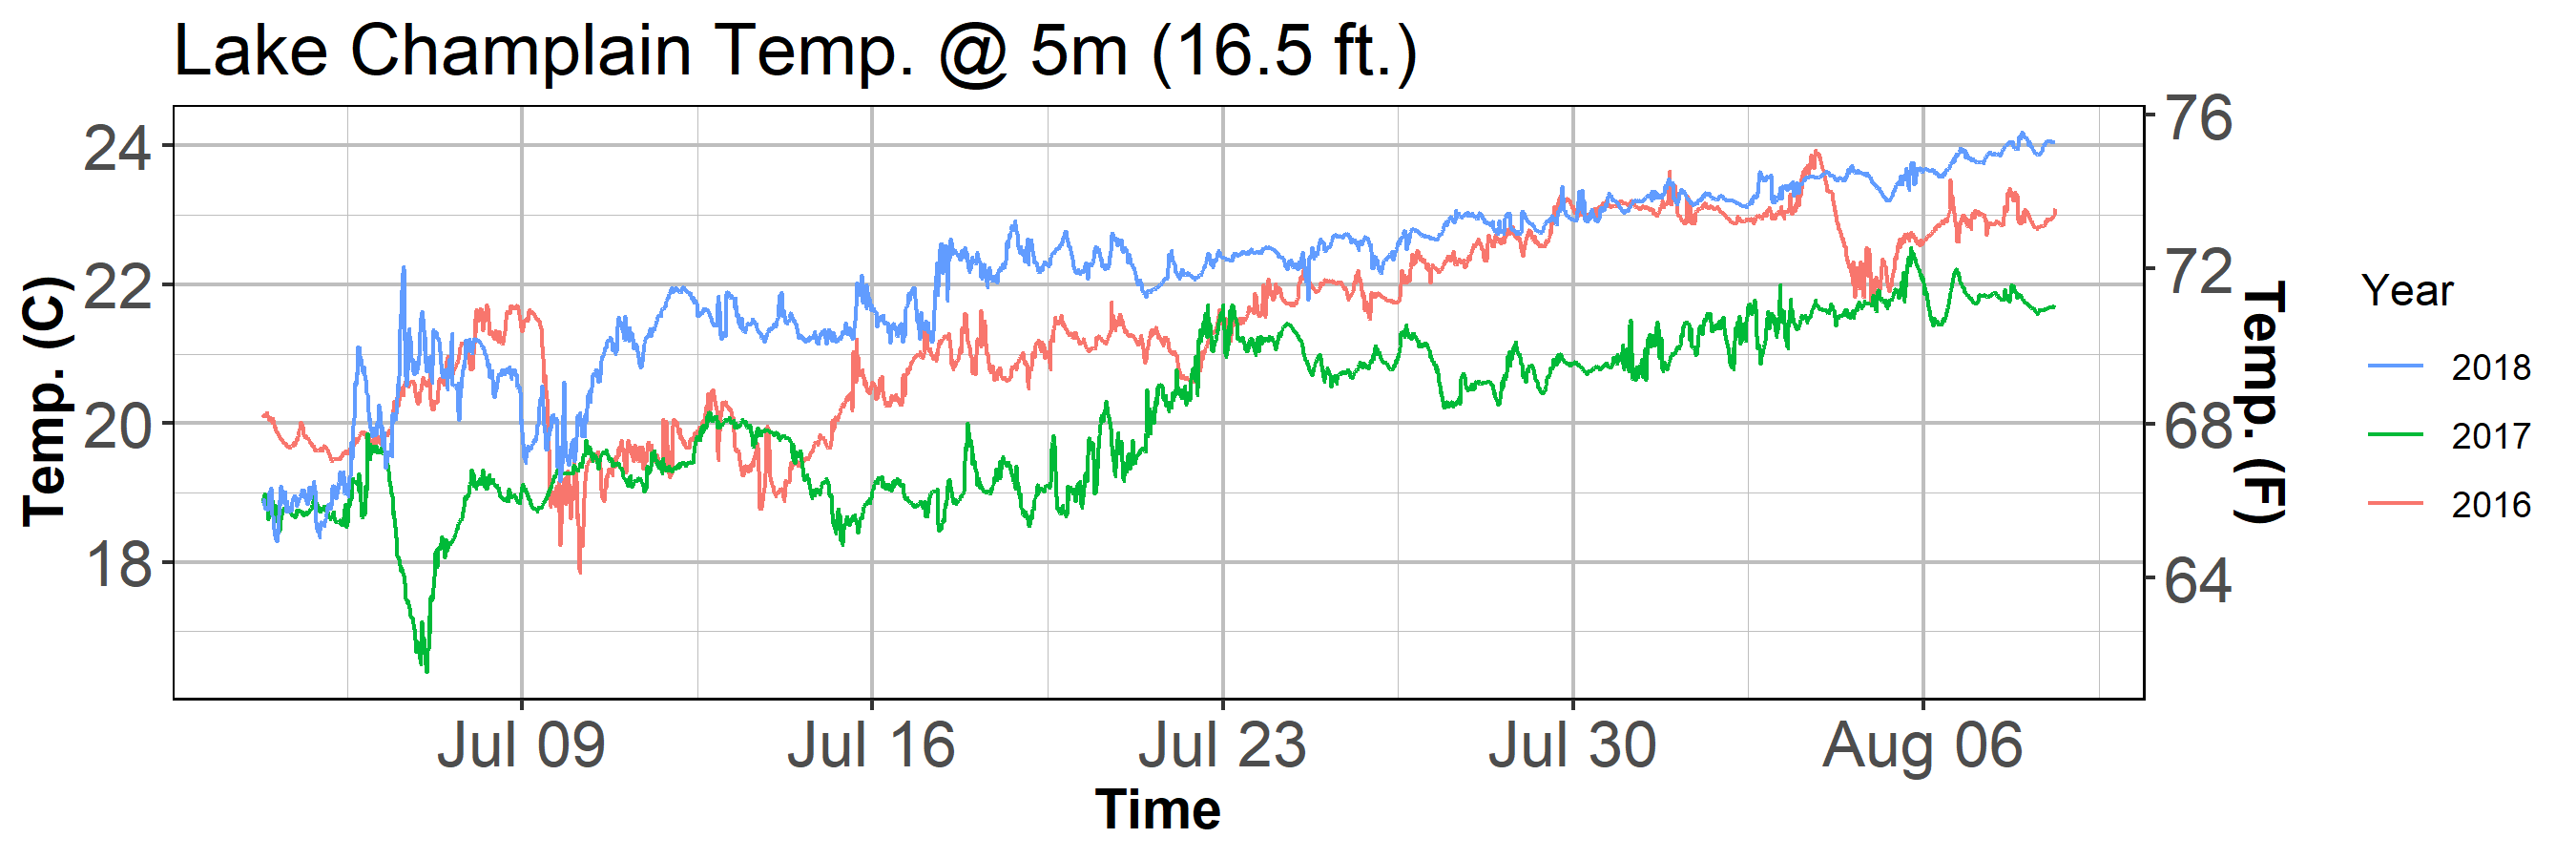 Lake Champlain Temp. @ 5m (16.5 ft.)
Temp. (C)
24
22
20
18
76
72
68
64
Temp. (F)
Jul 09
Jul 16
Jul 23
Jul 30
Aug 06
Time
Year
2018
2017
2016